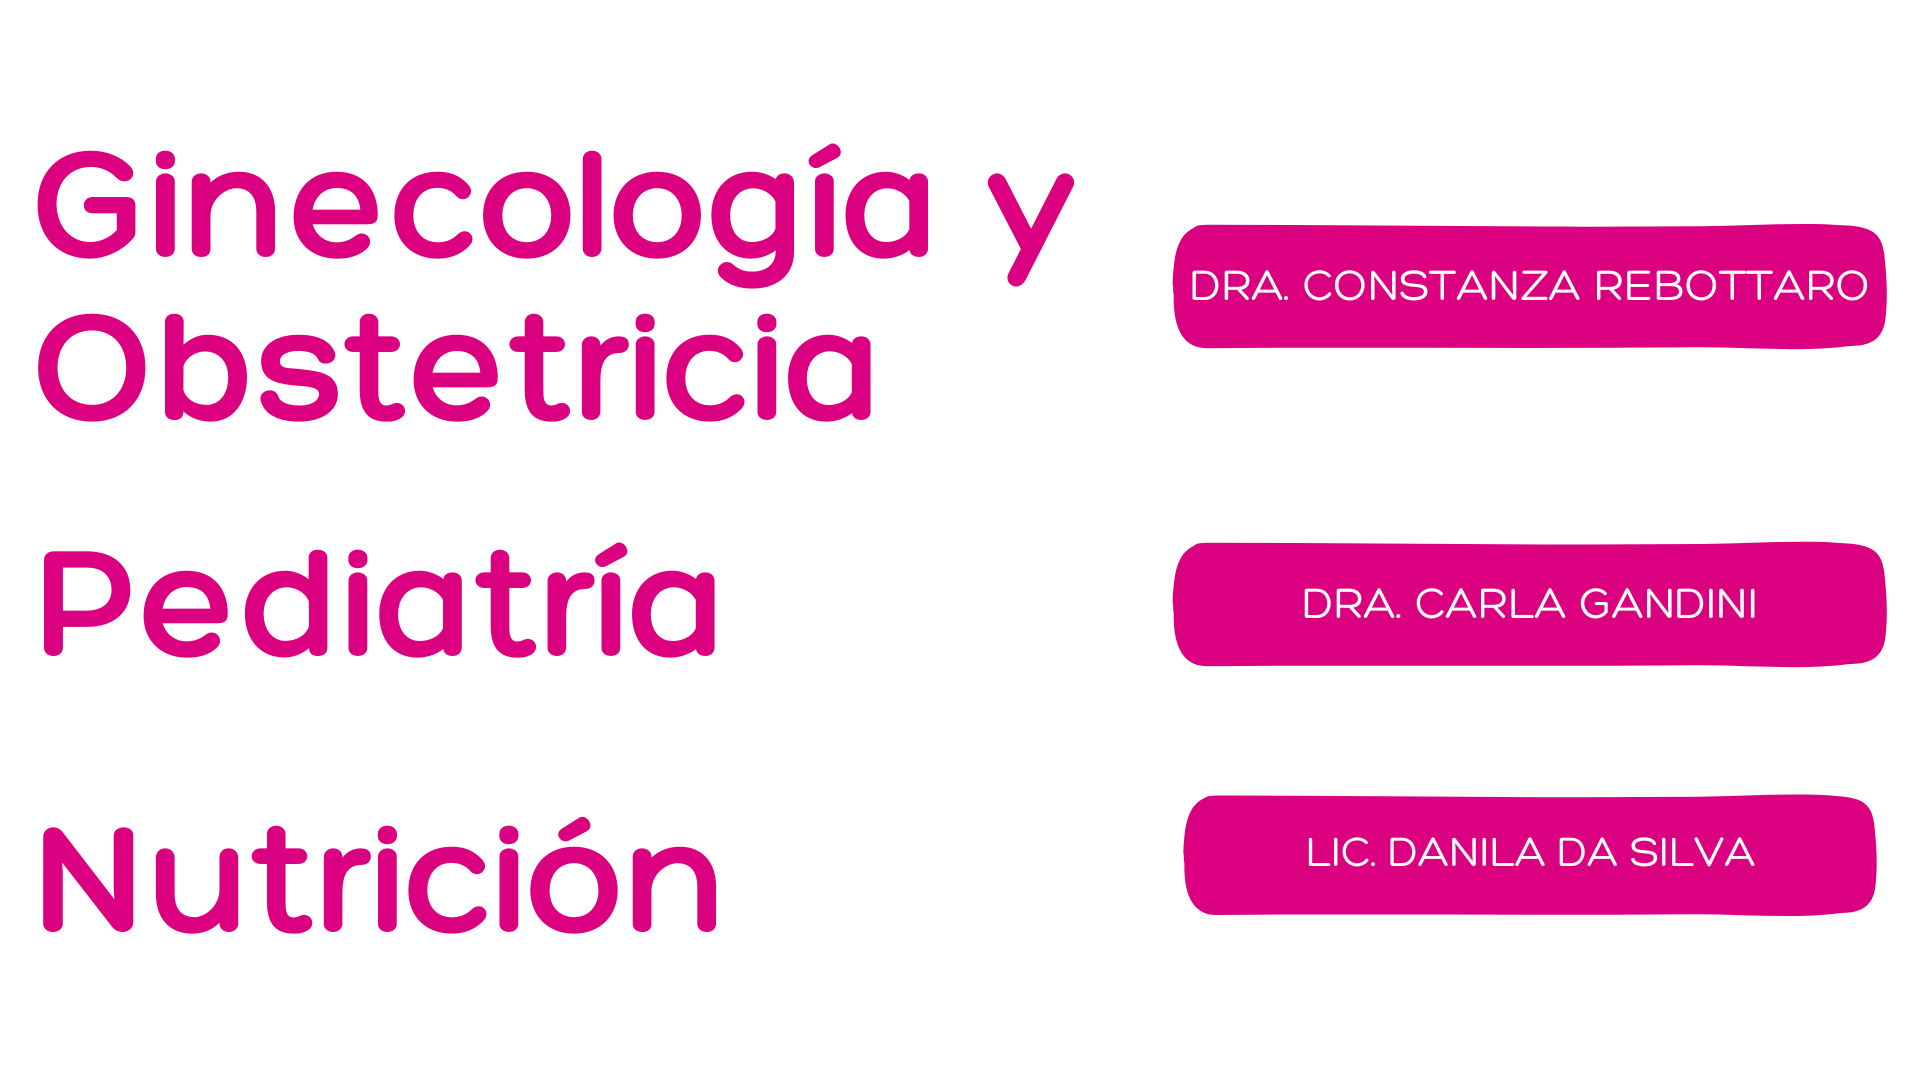 Ginecología y
Obstetricia
DRA. CONSTANZA REBOTTARO
Pediatría
DRA. CARLA GANDINI
Nutrición
LIC. DANILA DA SILVA